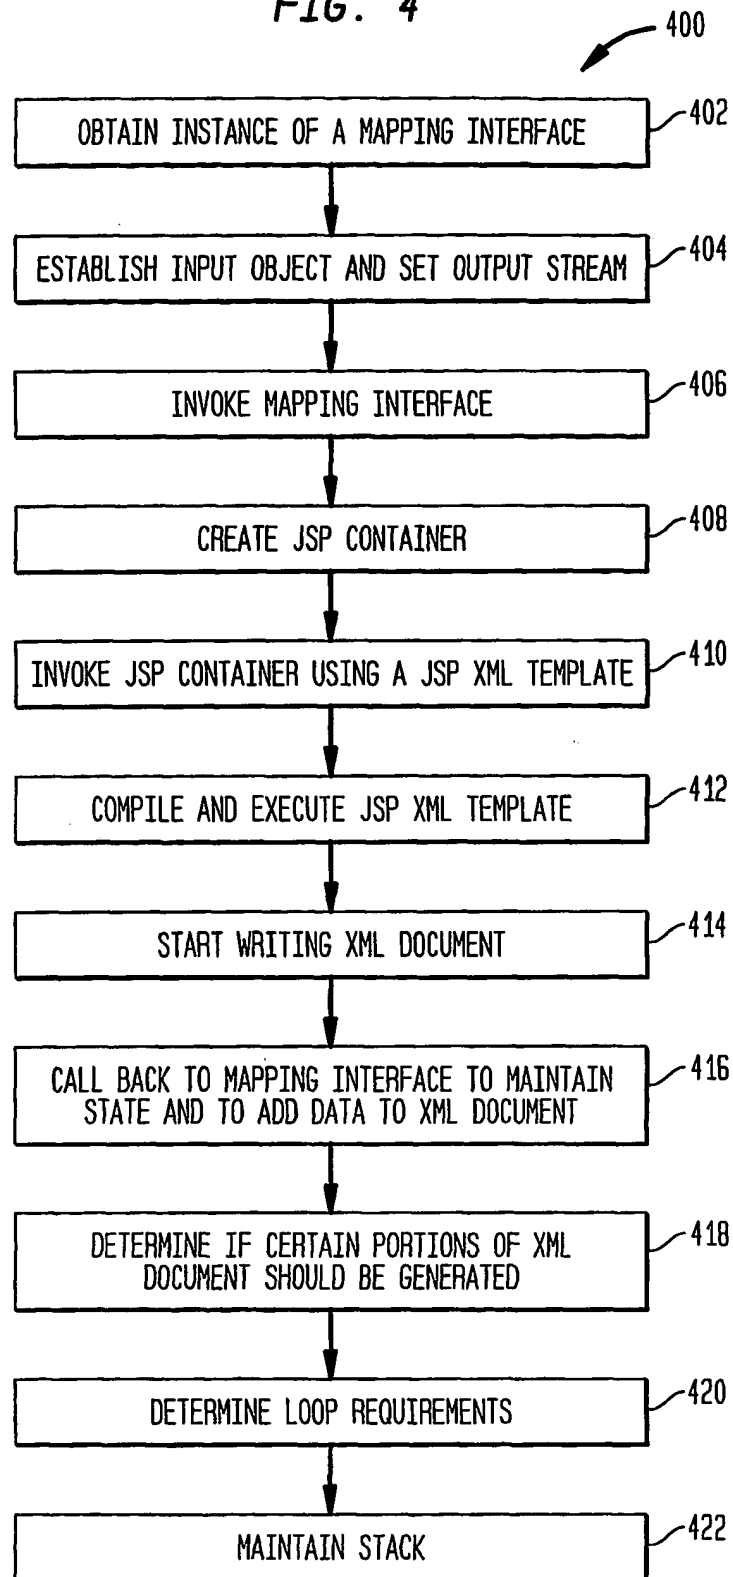 FIG. 4
400
OBTAIN INSTANCE OF A MAPPING INTERFACE
402
ESTABLISH INPUT OBJECT AND SET OUTPUT STREAM
404
INVOKE MAPPING INTERFACE
406
CREATE JSP CONTAINER
408
INVOKE JSP CONTAINER USING A JSP XML TEMPLATE
410
COMPILE AND EXECUTE JSP XML TEMPLATE
412
START WRITING XML DOCUMENT
414
CALL BACK TO MAPPING INTERFACE TO MAINTAIN
STATE AND TO ADD DATA TO XML DOCUMENT
416
DETERMINE IF CERTAIN PORTIONS OF XML
DOCUMENT SHOULD BE GENERATED
418
DETERMINE LOOP REQUIREMENTS
420
MAINTAIN STACK
422